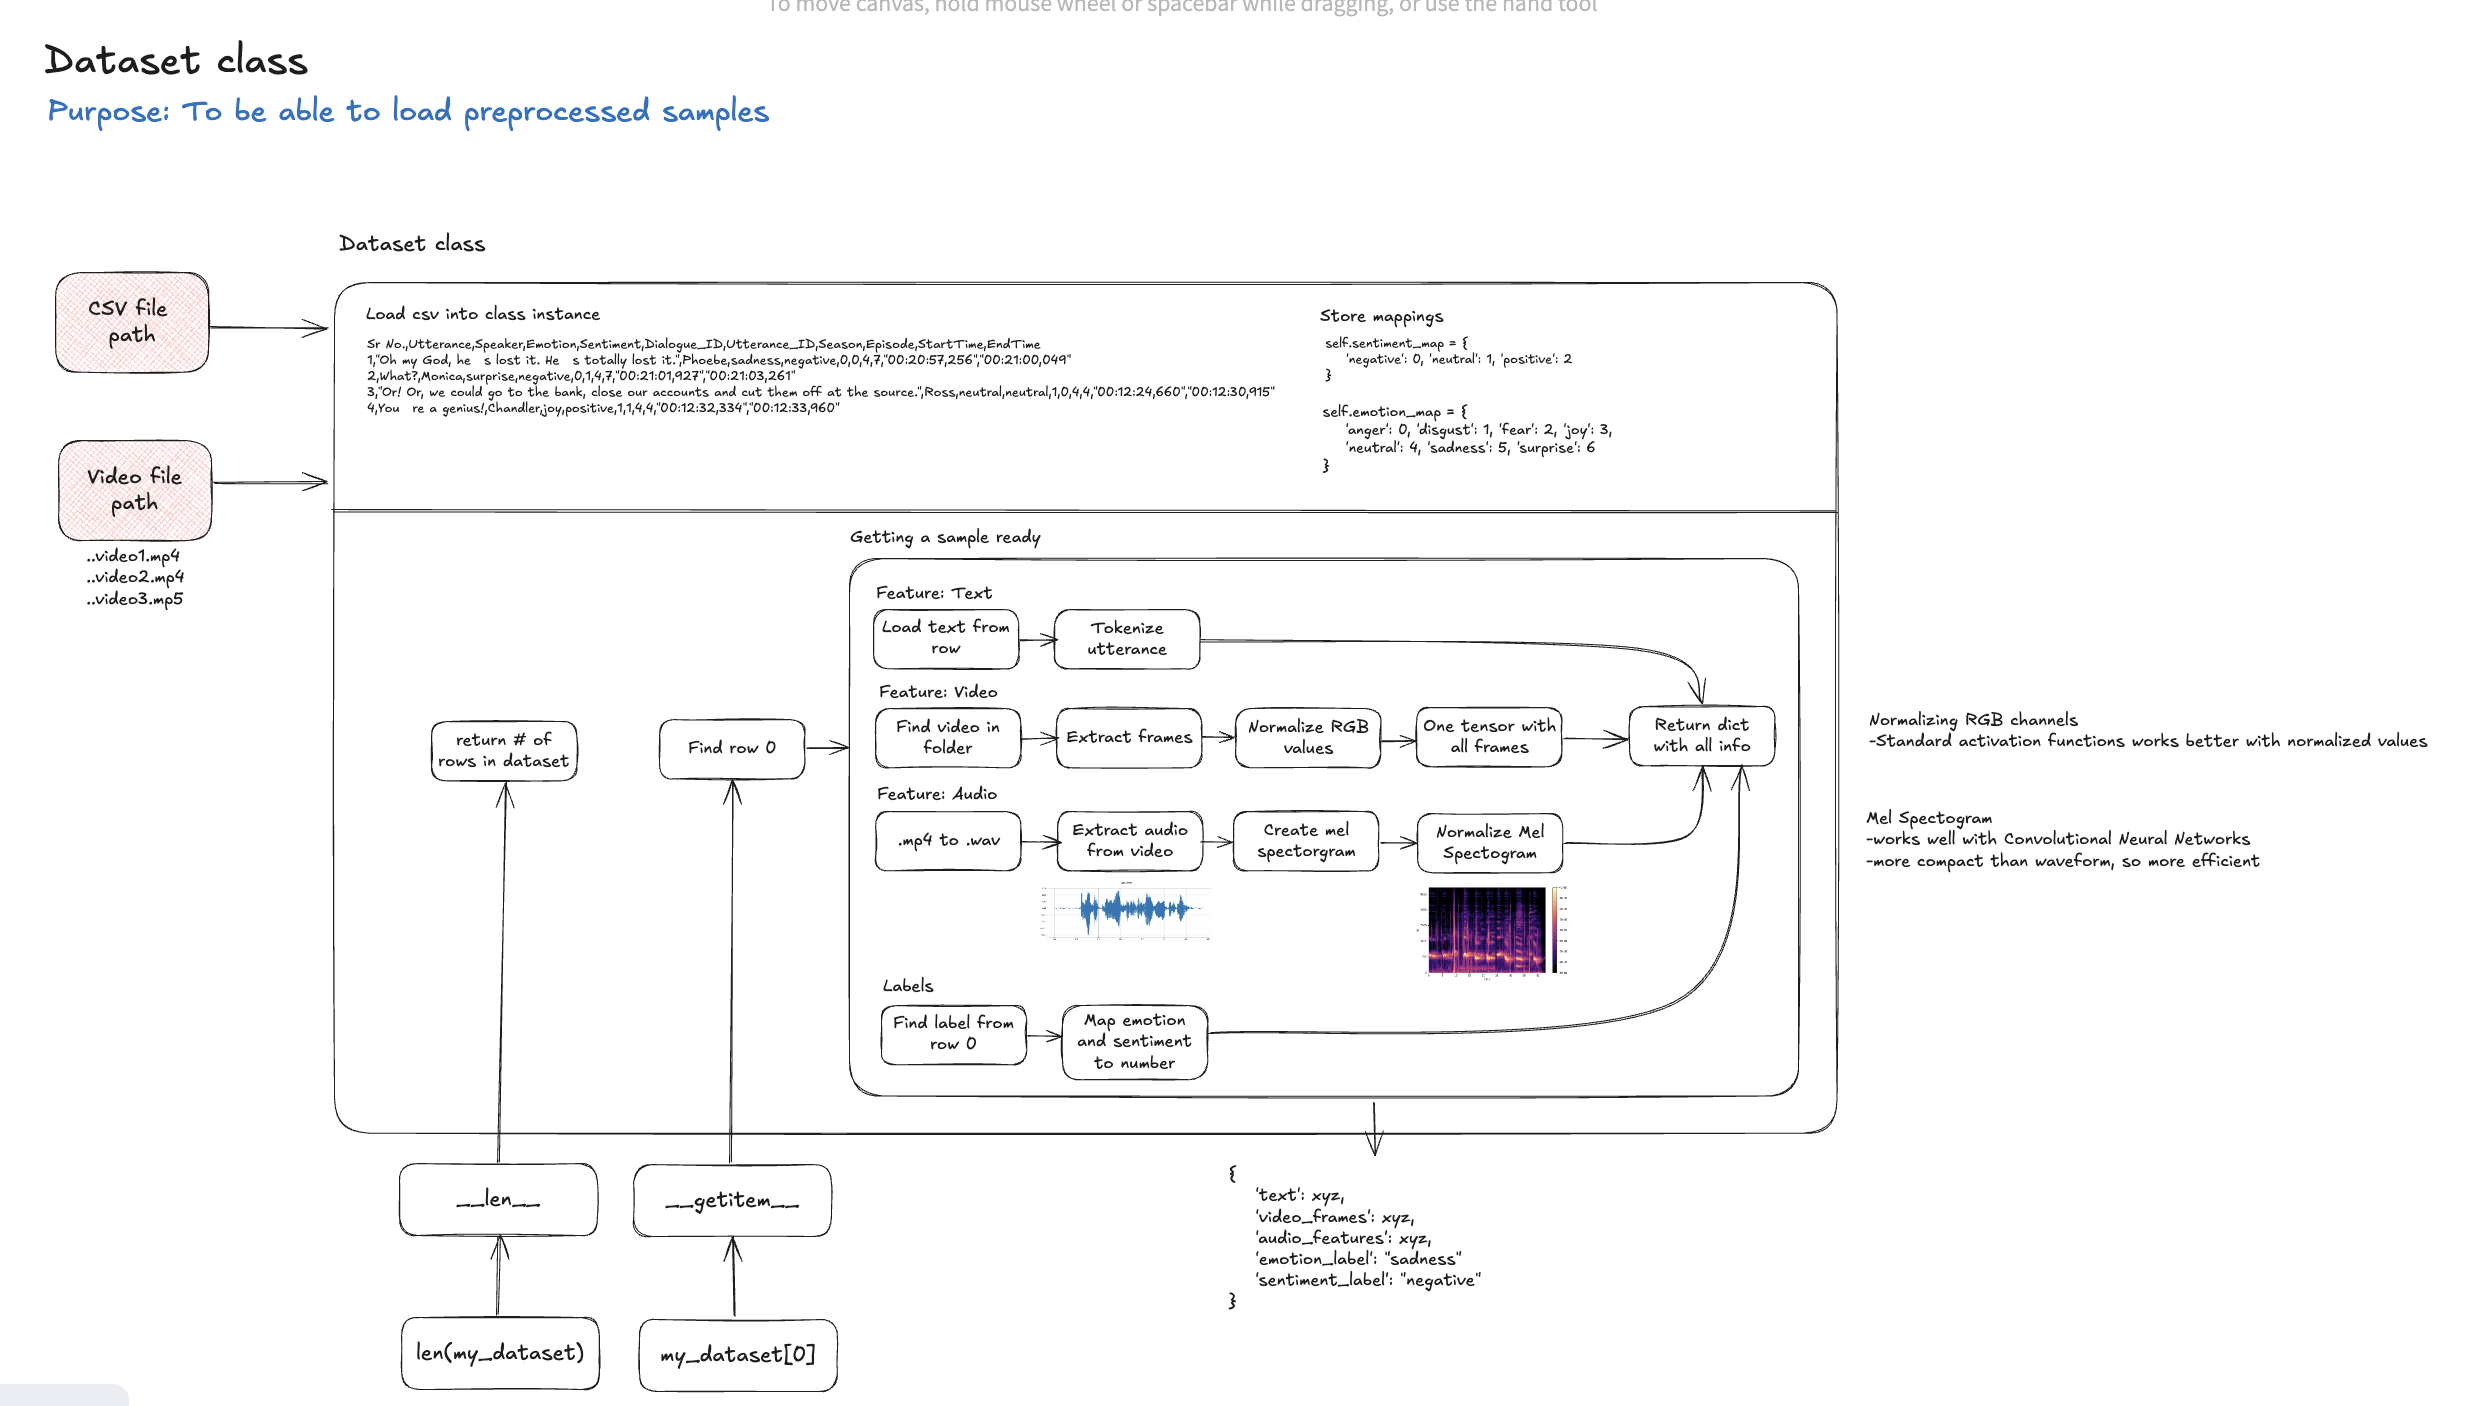 To move canvas, hold mouse wheel or spacebar while dragging, or use the hand tool
Dataset class
Purpose: To be able to load preprocessed samples
Dataset class
CSV file
path
Video file
path
..video1.mp4
..video2.mp4
..video3.mp5
Load csv into class instance
Sr No.,Utterance,Speaker,Emotion,Sentiment,Dialogue_ID,Utterance_ID,Season,Episode,StartTime,EndTime
1,"Oh my God, he s lost it. He s totally lost it.",Phoebe,sadness,negative,0,0,4,7,"00:20:57,256","00:21:00,049"
2,What?,Monica,surprise,negative,0,1,4,7,"00:21:01,927","00:21:03,261"
3,"Or! Or, we could go to the bank, close our accounts and cut them off at the source.",Ross,neutral,neutral,1,0,4,4,"00:12:24,660","00:12:30,915"
4,You re a genius!,Chandler,joy,positive,1,1,4,4,"00:12:32,334","00:12:33,960"
Store mappings
self.sentiment_map = {
'negative': 0, 'neutral': 1, 'positive': 2
}
self.emotion_map = {
'anger': 0, 'disgust': 1, 'fear': 2, 'joy': 3,
'neutral': 4, 'sadness': 5, 'surprise': 6
}
Getting a sample ready
Feature: Text
Load text from
row
Tokenize
utterance
Feature: Video
Find video in
folder
Extract frames
Normalize RGB
values
One tensor with
all frames
Return dict
with all info
return # of
rows in dataset
Find row 0
Feature: Audio
.mp4 to .wav
Extract audio
from video
Create mel
spectorgram
Normalize Mel
Spectogram
Labels
Find label from
row 0
Map emotion
and sentiment
to number
Normalizing RGB channels
-Standard activation functions works better with normalized values
Mel Spectogram
-works well with Convolutional Neural Networks
-more compact than waveform, so more efficient
__len__
__getitem__
len(my_dataset)
my_dataset[0]
{
'text': xyz,
'video_frames': xyz,
'audio_features': xyz,
'emotion_label': "sadness"
'sentiment_label': "negative"
}